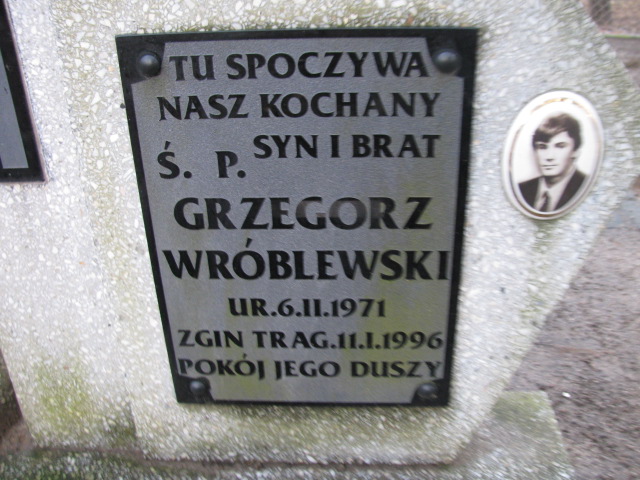 TU SPOCZYWA
NASZ KOCHANY
SYN I BRAT
Ś. P.
GRZEGORZ
WRÓBLEWSKI
UR.6.II.1971
ZGIN TRAG.11.I.1996
POKÓJ JEGO DUSZY